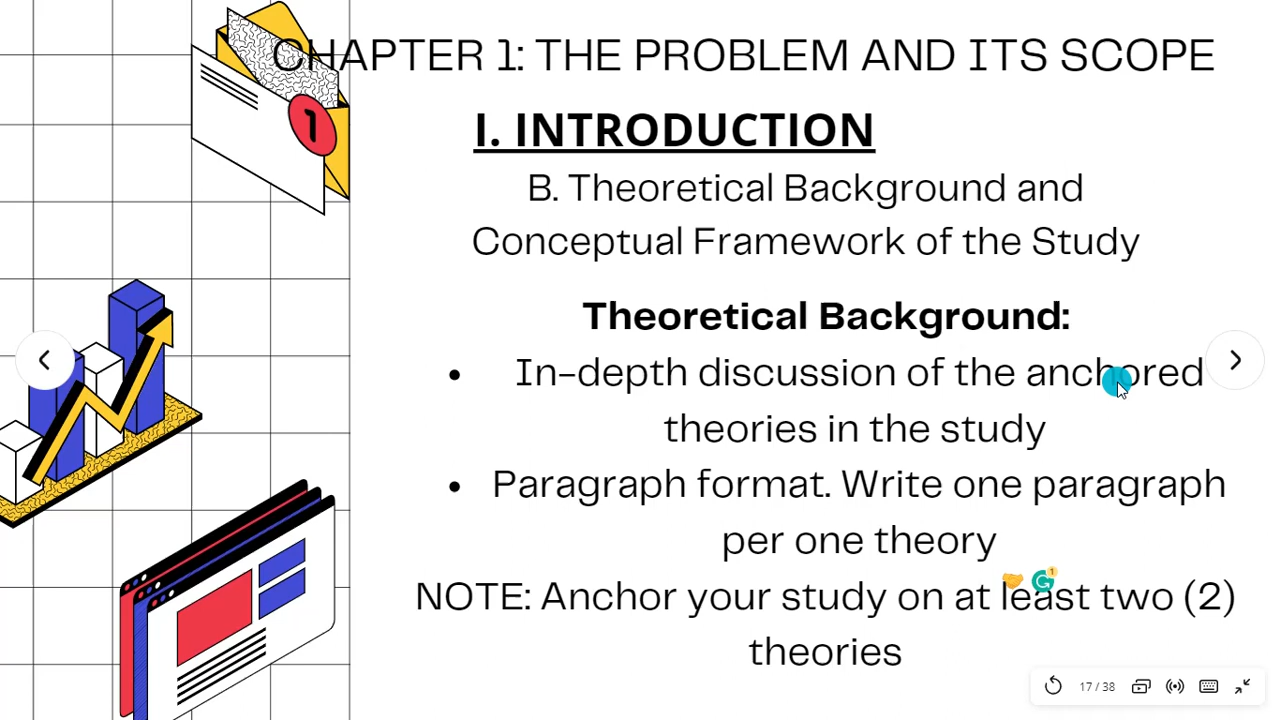 CHAPTER 1: THE PROBLEM AND ITS SCOPE
1
I. INTRODUCTION
B. Theoretical Background and
Conceptual Framework of the Study
Theoretical Background:
• In-depth discussion of the anchored
theories in the study
• Paragraph format. Write one paragraph
per one theory
NOTE: Anchor your study on at least two (2)
theories
17 / 38